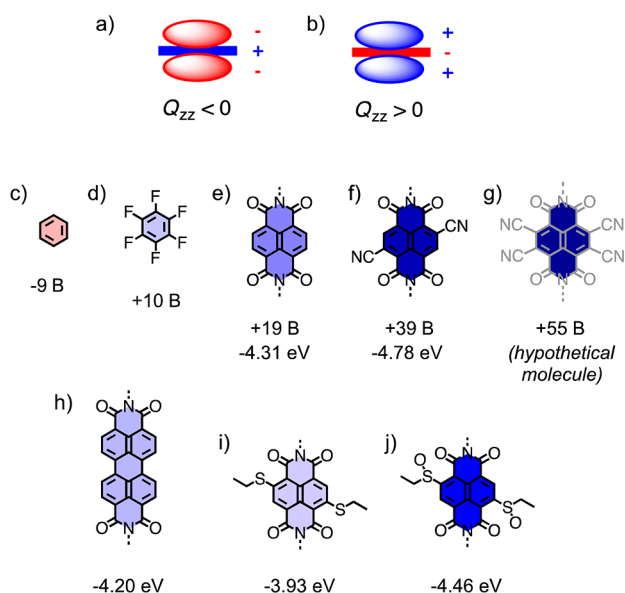 a)
b)
-
+
-
+
-
+
Qzz < 0
Qzz > 0
c)
d)
e)
f)
g)
F
F F
F F
F
O N O
O N O
O N O
CN
NC
O N O
O N O
NC CN
NC CN
O N O
-9 B
+10 B
+19 B
-4.31 eV
+39 B
-4.78 eV
+55 B
(hypothetical
molecule)
h)
i)
j)
O N O
O N O
O N O
S
S
O N O
O N O
O
S
S
O
O N O
-4.20 eV
-3.93 eV
-4.46 eV